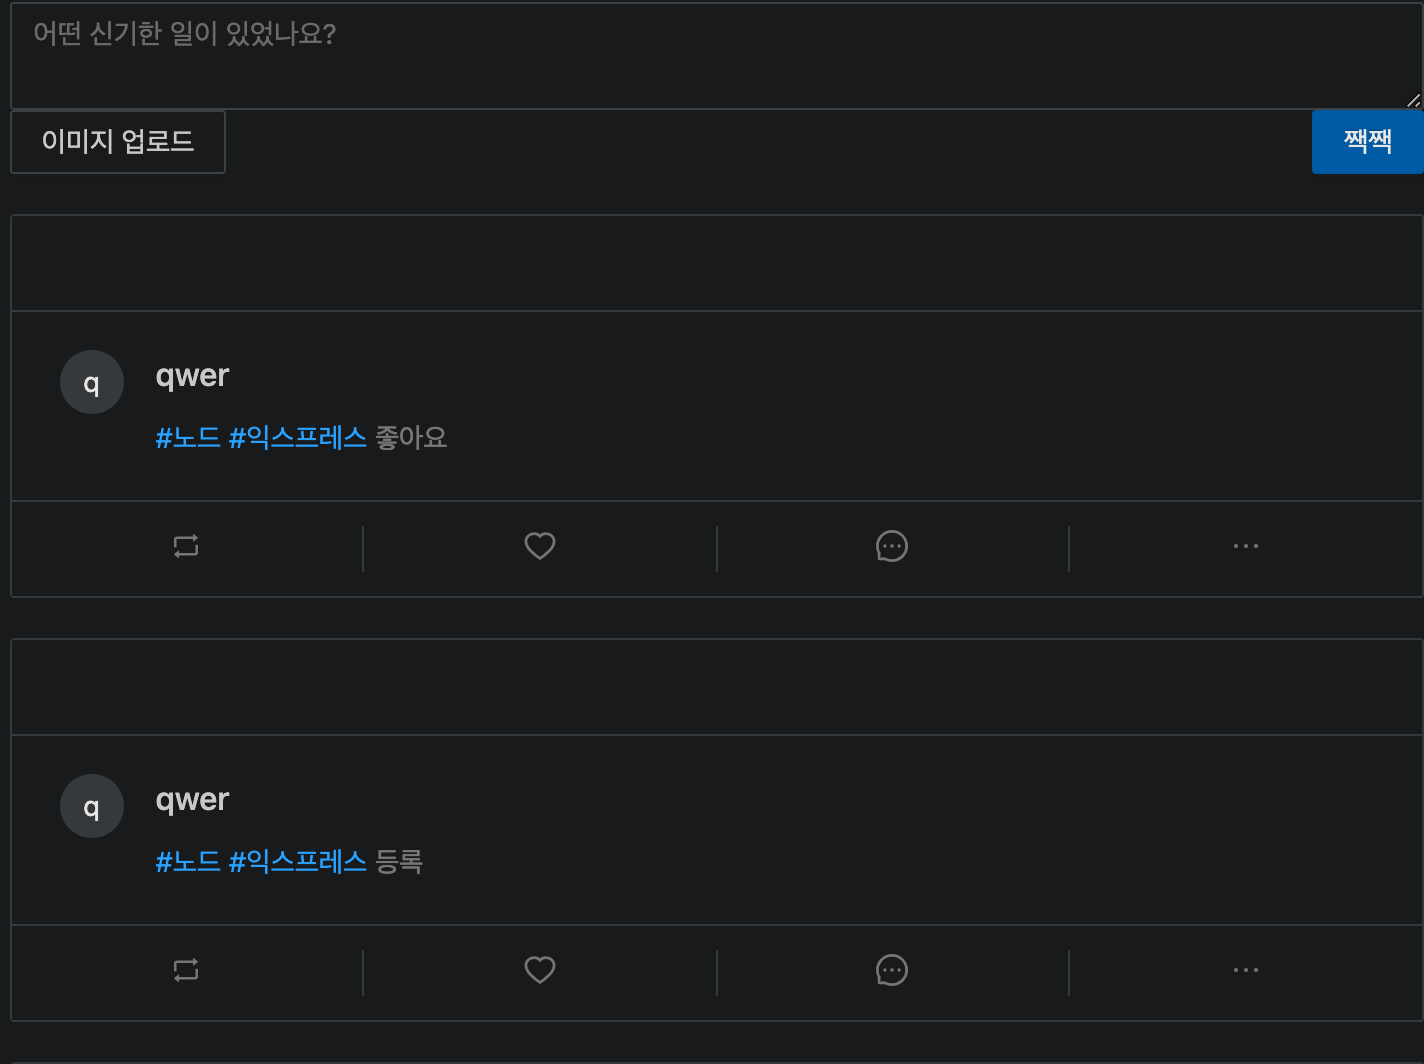 어떤 신기한 일이 있었나요?
이미지 업로드
짹짹
q
qwer
#노드 #익스프레스 좋아요
q
qwer
#노드 #익스프레스 등록